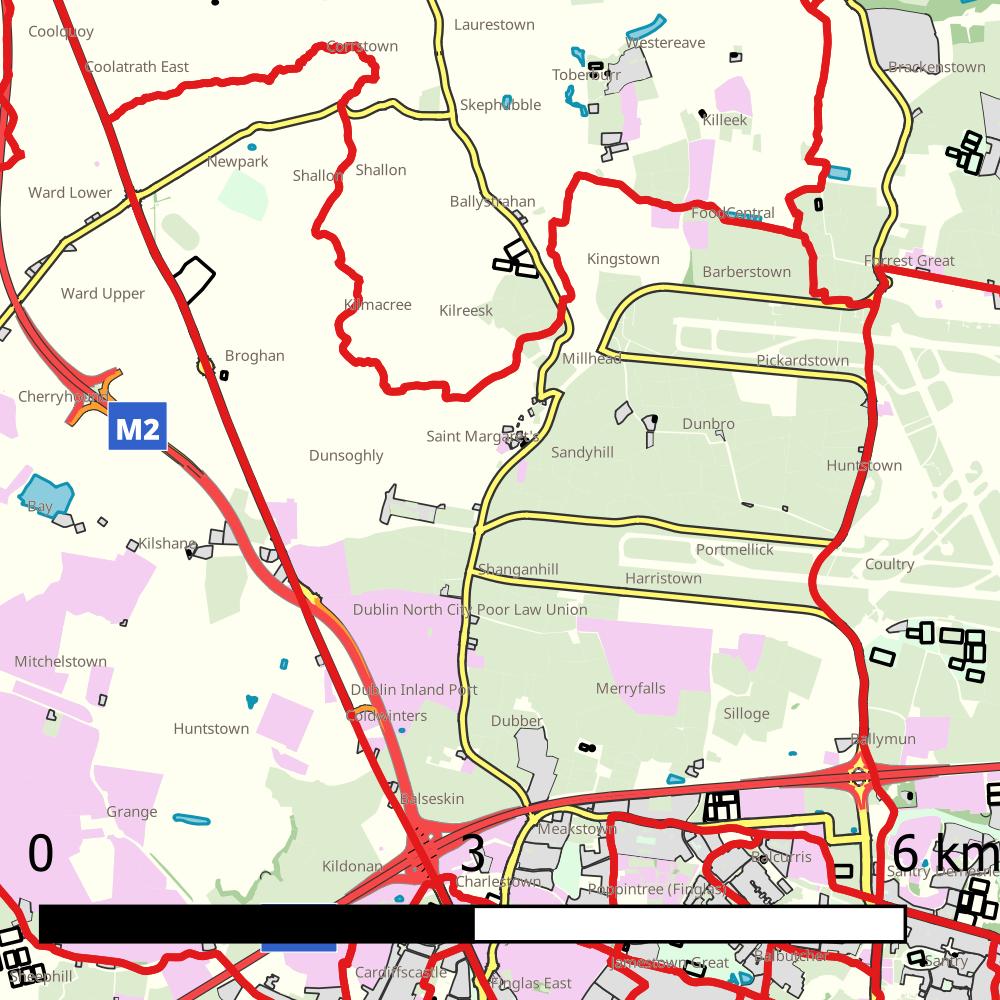 Coolquoy
Laurestown
Corrstown
Westereave
Coolatrath East
Toberburr
Brackenstown
Skephubble
Killeek
Newpark
Shallon
Shallon
Ward Lower
Ballystrahan
FoodCentral
Kingstown
Forrest Great
Barberstown
Ward Upper
Kilmacree
Kilreesk
Broghan
Millhead
Pickardstown
Cherryhound
M2
Saint Margaret's
Dunbro
Dunsoghly
Sandyhill
Huntstown
Bay
Kilshane
Portmellick
Shanganhill
Coultry
Harristown
Dublin North City Poor Law Union
Mitchelstown
Dublin Inland Port
Merryfalls
Coldwinters
Silloge
Huntstown
Dubber
Ballymun
Balseskin
Grange
Meakstown
0
3
6 km
Balcurris
Kildonan
Charlestown
Poppintree (Finglas)
Santry Demesne
Sheephill
Cardiffscastle
Jamestown Great
Balbutcher
Santry
Finglas East